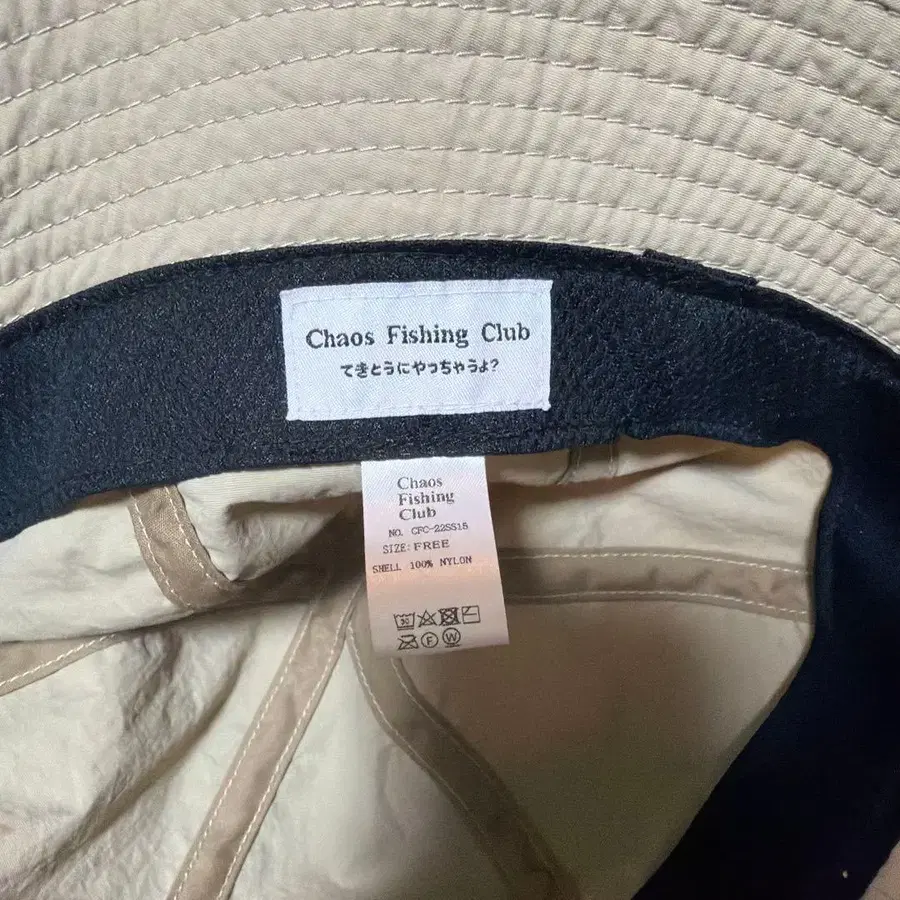 Chaos Fishing Club
てきとうにやっちゃうよ?
Chaos
Fishing
Club
NO. CFC-22SS15
SIZE: FREE
SHELL 100% NYLON
30
F W